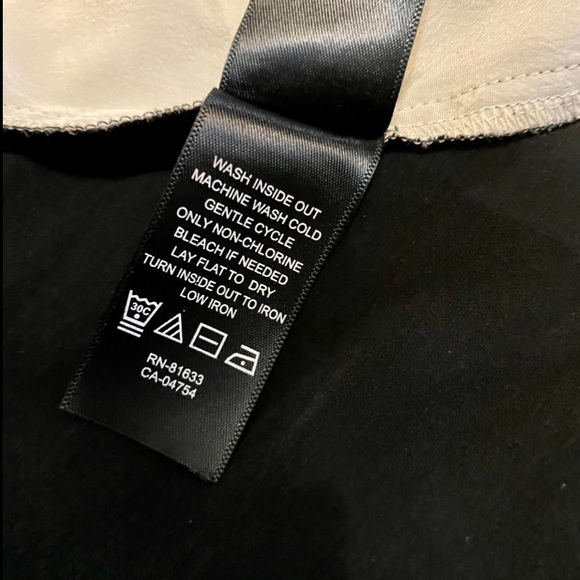 WASH INSIDE OUT
MACHINE WASH COLD
GENTLE CYCLE
ONLY NON-CHLORINE
BLEACH IF NEEDED
LAY FLAT TO DRY
TURN INSIDE OUT TO IRON
LOW IRON
30C
RN-81633
CA-04754